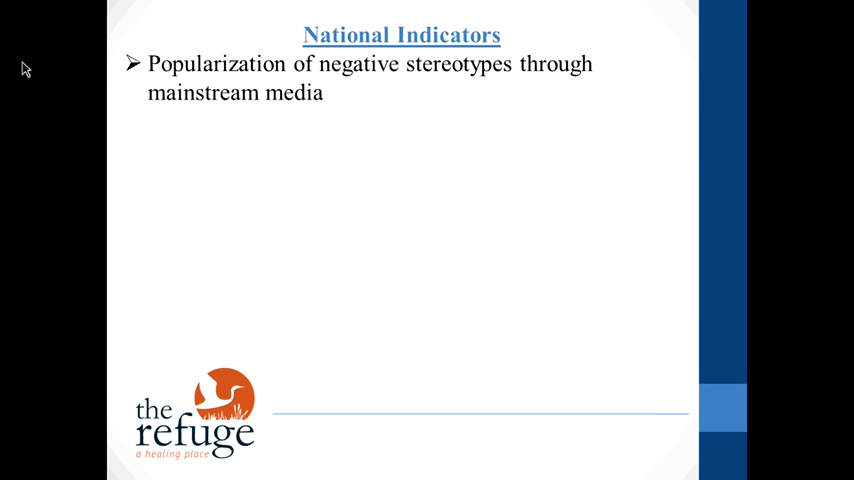 National Indicators
➢ Popularization of negative stereotypes through
mainstream media
the
refuge
a healing place